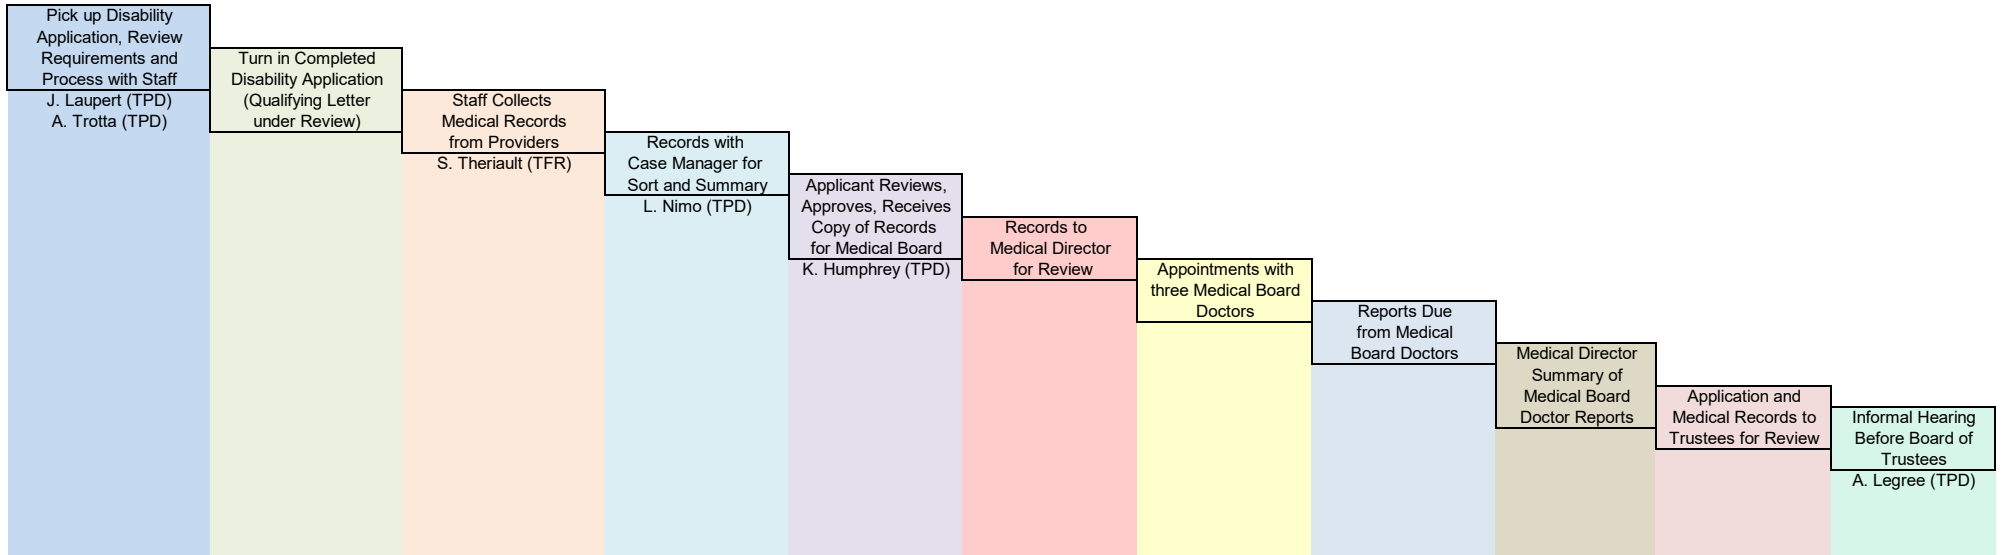 Pick up Disability
Application, Review
Requirements and
Process with Staff
J. Laupert (TPD)
A. Trotta (TPD)
Turn in Completed
Disability Application
(Qualifying Letter
under Review)
Staff Collects
Medical Records
from Providers
S. Theriault (TFR)
Records with
Case Manager for
Sort and Summary
L. Nimo (TPD)
Applicant Reviews,
Approves, Receives
Copy of Records
for Medical Board
K. Humphrey (TPD)
Records to
Medical Director
for Review
Appointments with
three Medical Board
Doctors
Reports Due
from Medical
Board Doctors
Medical Director
Summary of
Medical Board
Doctor Reports
Application and
Medical Records to
Trustees for Review
Informal Hearing
Before Board of
Trustees
A. Legree (TPD)